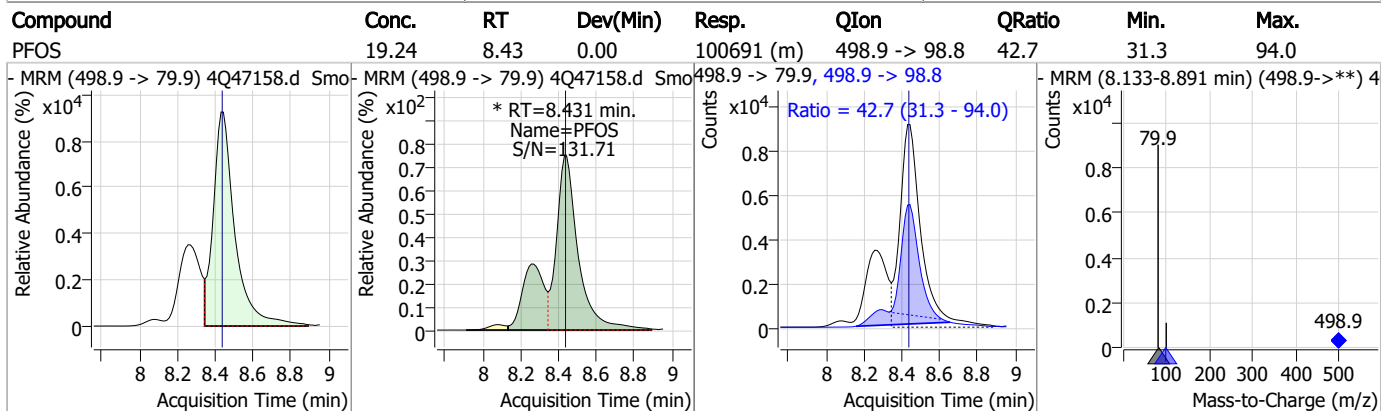 Compound Conc. RT Dev(Min) Resp. QIon QRatio Min. Max.
PFOS 19.24 8.43 0.00 100691 (m) 498.9 -> 98.8 42.7 31.3 94.0
- MRM (498.9 -> 79.9) 4Q47158.d Smo
Relative Abundance (%)
x10⁴
0.8
0.6
0.4
0.2
0
8 8.2 8.4 8.6 8.8 9
Acquisition Time (min)
- MRM (498.9 -> 79.9) 4Q47158.d Smo
Relative Abundance (%)
x10²
* RT=8.431 min.
Name=PFOS
S/N=131.71
0.8
0.7
0.6
0.5
0.4
0.3
0.2
0.1
0
8 8.2 8.4 8.6 8.8 9
Acquisition Time (min)
498.9 -> 79.9, 498.9 -> 98.8
Counts
x10⁴
Ratio = 42.7 (31.3 - 94.0)
0.8
0.6
0.4
0.2
0
8 8.2 8.4 8.6 8.8 9
Acquisition Time (min)
- MRM (8.133-8.891 min) (498.9->**) 4
Counts
x10⁴
79.9
0.8
0.6
0.4
0.2
0
498.9
100 200 300 400 500
Mass-to-Charge (m/z)